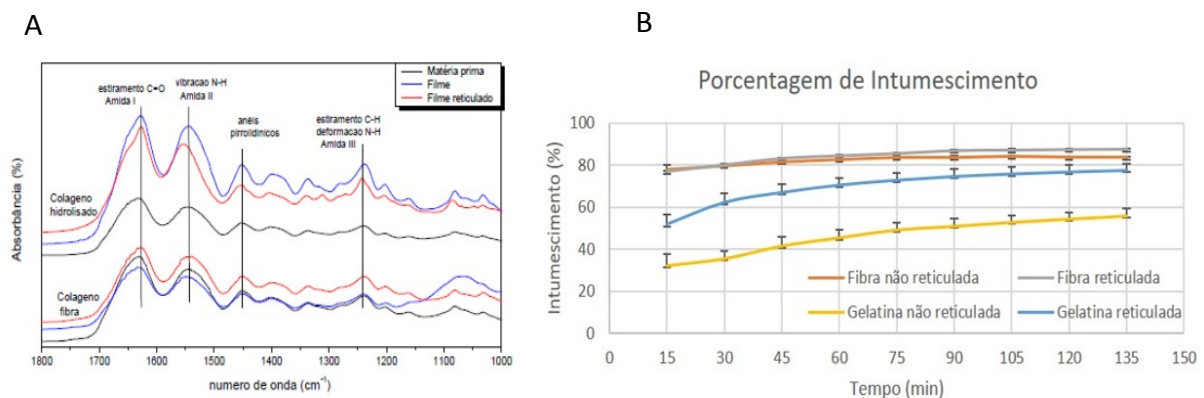 A
estiramento C=O
Amida I
vibracao N-H
Amida II
anéis
pirrolidínicos
estiramento C-H
deformacao N-H
Amida III
Matéria prima
Filme
Filme reticulado
Colageno
hidrolisado
Colageno
fibra
Absorbância (%)
1800 1700 1600 1500 1400 1300 1200 1100 1000
numero de onda (cm⁻¹)
B
Porcentagem de Intumescimento
Intumescimento (%)
100
80
60
40
20
0
Fibra não reticulada Fibra reticulada
Gelatina não reticulada Gelatina reticulada
0 15 30 45 60 75 90 105 120 135 150
Tempo (min)